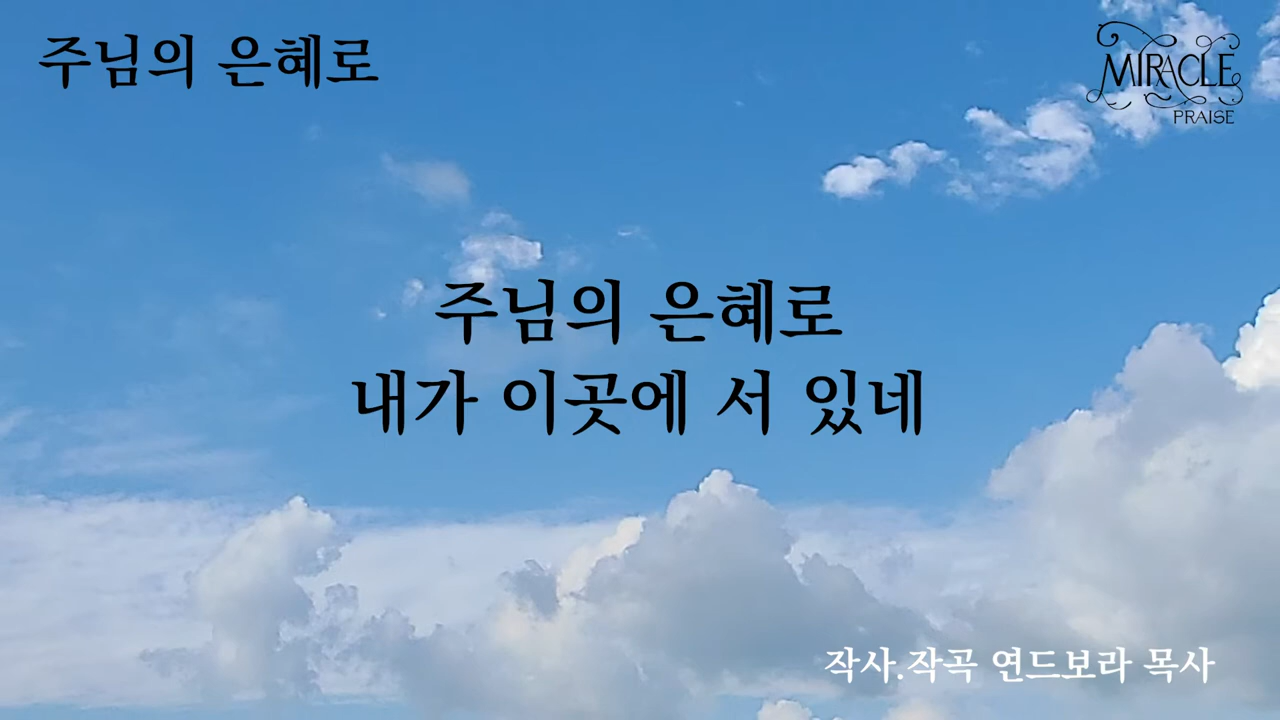 주님의 은혜로
MIRACLE
PRAISE
주님의 은혜로
내가 이곳에 서 있네
작사.작곡 연드보라 목사